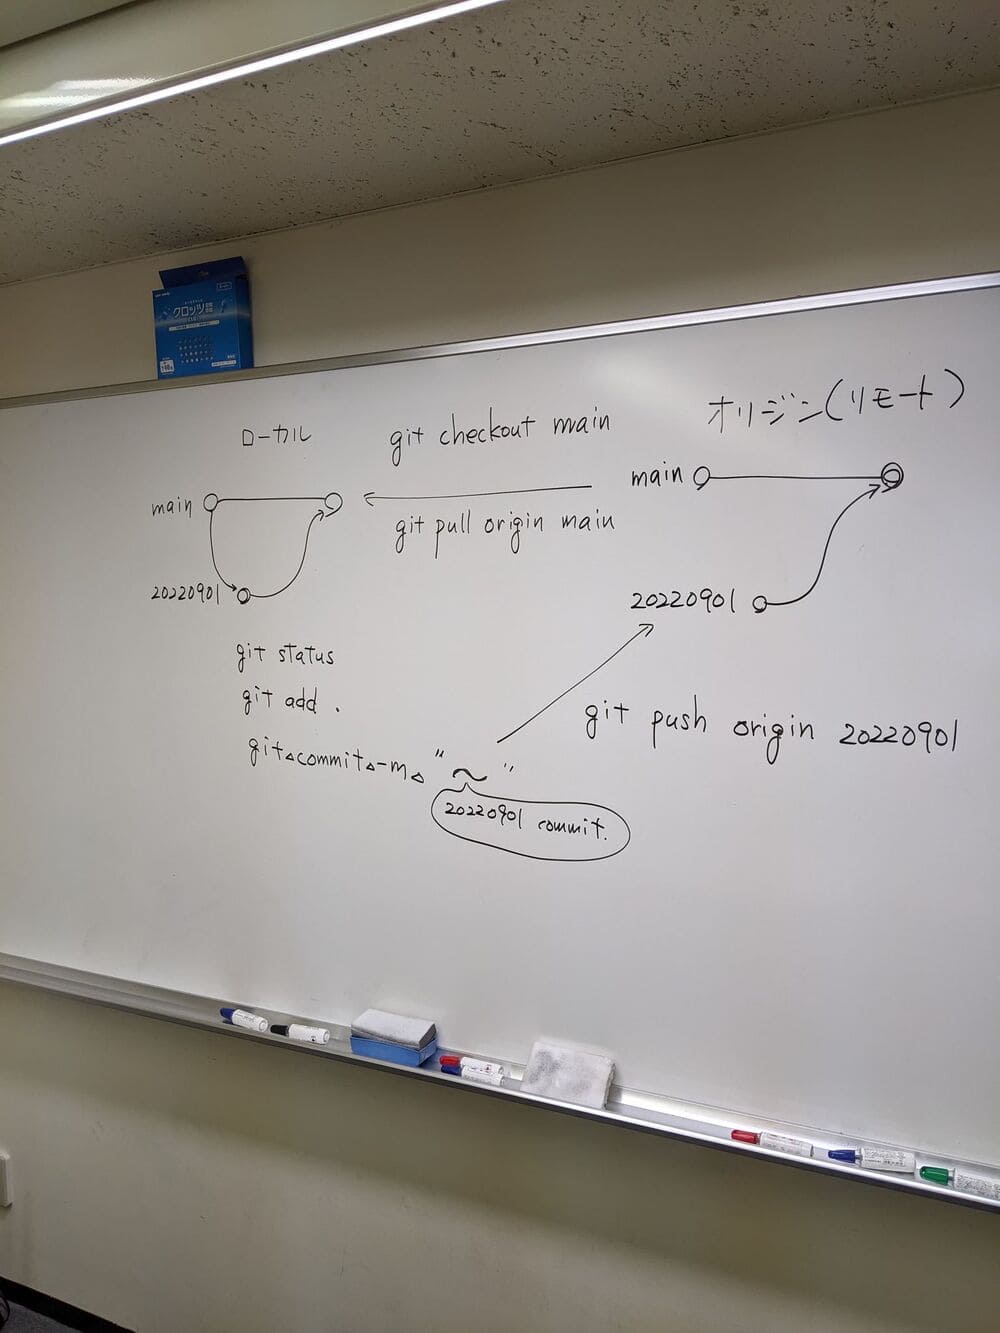 クロッツ
ローカル
git checkout main
オリジン(リモート)
main
main
git pull origin main
20220901
20220901
git status
git add .
git push origin 20220901
git△commit△-m△"～"
20220901 commit.